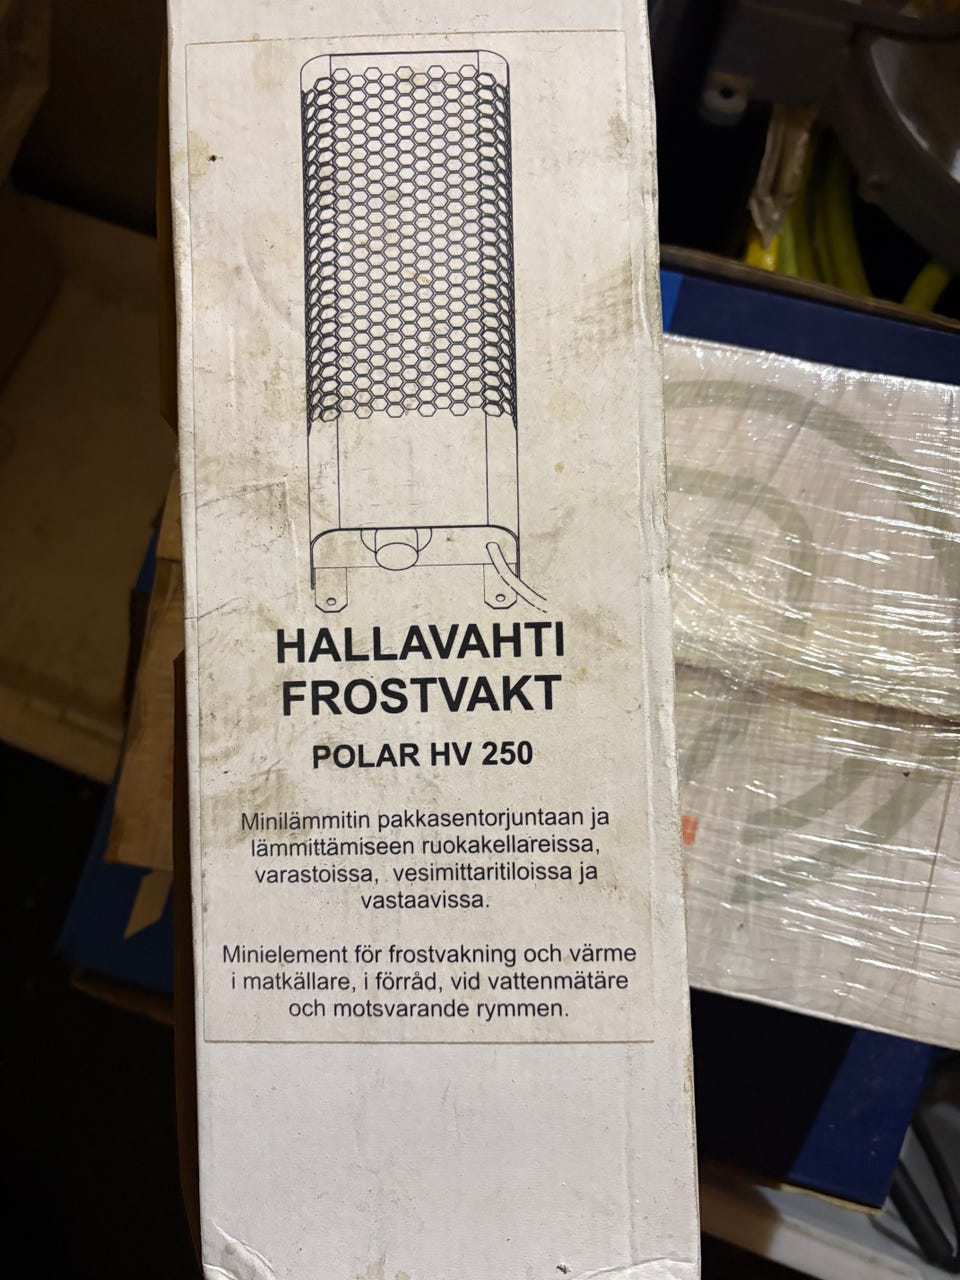 HALLAVAHTI
FROSTVAKT
POLAR HV 250
Minilämmitin pakkasentorjuntaan ja
lämmittämiseen ruokakellareissa,
varastoissa, vesimittaritiloissa ja
vastaavissa.
Minielement för frostvakning och värme
i matkällare, i förråd, vid vattenmätäre
och motsvarande rymmen.